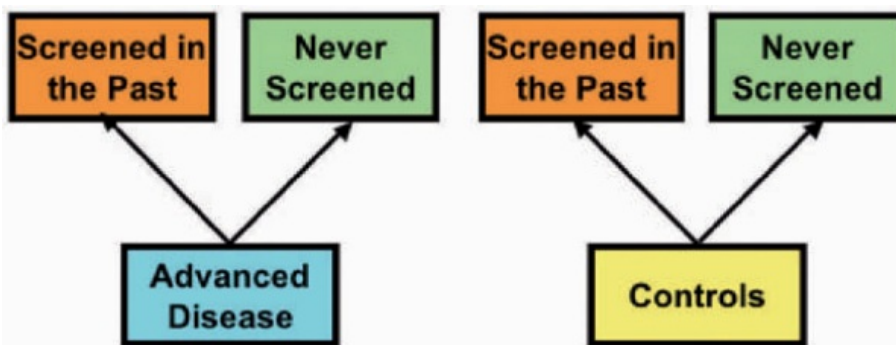 Screened in
the Past
Never
Screened
Screened in
the Past
Never
Screened
Advanced
Disease
Controls